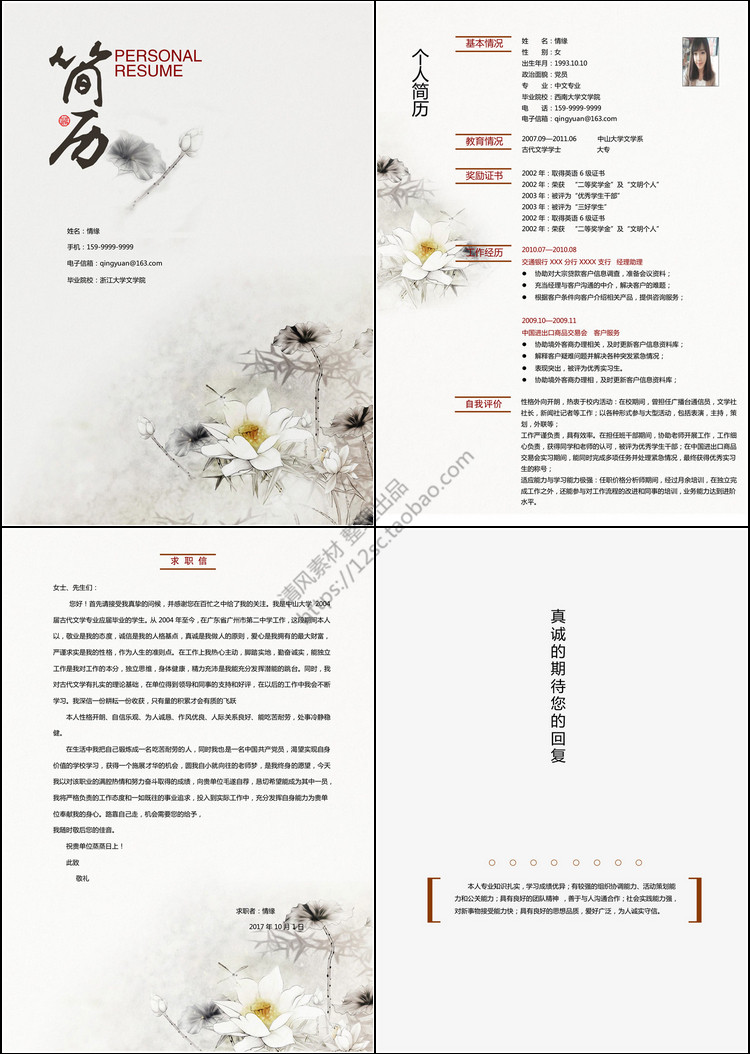 简历
PERSONAL
RESUME
姓名：情缘
手机：159-9999-9999
电子信箱：qingyuan@163.com
毕业院校：浙江大学文学院
个人简历
基本情况
姓　　名：情缘
性　　别：女
出生年月：1993.10.10
政治面貌：党员
专　　业：中文专业
毕业院校：西南大学文学院
电　　话：159-9999-9999
电子信箱：qingyuan@163.com
教育情况
2007.09—2011.06　　中山大学文学系
古代文学学士　　大专
奖励证书
2002 年：取得英语 6 级证书
2002 年：荣获　“二等奖学金”及“文明个人”
2003 年：被评为“优秀学生干部”
2003 年：被评为“三好学生”
2002 年：取得英语 6 级证书
2002 年：荣获　“二等奖学金”及“文明个人”
工作经历
2010.07—2010.08
交通银行 XXX 分行 XXXX 支行　经理助理
● 协助对大宗贷款客户信息调查，准备会议资料；
● 充当经理与客户沟通的中介，解决客户的难题；
● 根据客户条件向客户介绍相关产品，提供咨询服务；
2009.10—2009.11
中国进出口商品交易会　客户服务
● 协助境外客商办理相关，及时更新客户信息资料库；
● 解释客户疑难问题并解决各种突发紧急情况；
● 表现突出，被评为优秀实习生。
● 协助境外客商办理相，及时更新客户信息资料库；
自我评价
性格外向开朗，热衷于校内活动：在校期间，曾担任广播台通信员，文学社
社长，新闻社记者等工作；以各种形式参与大型活动，包括表演，主持，策
划，外联等；
工作严谨负责，具有效率。在担任班干部期间，协助老师开展工作，工作细
心负责，获得同学和老师的认可，被评为优秀学生干部；在中国进出口商品
交易会实习期间，能同时完成多项任务并处理紧急情况，最终获得优秀实习
生的称号；
适应能力与学习能力极强：任职价格分析师期间，经过月余培训，在独立完
成工作之外，还能参与对工作流程的改进和同事的培训，业务能力达到进阶
水平。
求 职 信
女士、先生们：
您好！首先请接受我真挚的问候，并感谢您在百忙之中给了我的关注。我是中山大学 2004
届古代文学专业应届毕业的学生。从 2004 年至今，在广东省广州市第二中学工作，这段期间本人
以，敬业是我的态度，诚信是我的人格基点，真诚是我做人的原则，爱心是我拥有的最大财富，
严谨求实是我的性格，作为人生的准则点。在工作上我热心主动，脚踏实地，勤奋诚实，能独立
工作是我对工作的本分，独立思维，身体健康，精力充沛是我能充分发挥潜能的跳台。同时，我
对古代文学有扎实的理论基础，在单位得到领导和同事的支持和好评，在以后的工作中我会不断
学习。我深信一份耕耘一份收获，只有量的积累才会有质的飞跃
本人性格开朗、自信乐观、为人诚恳、作风优良、人际关系良好、能吃苦耐劳，处事冷静稳
健。
在生活中我把自己锻炼成一名吃苦耐劳的人，同时我也是一名中国共产党员，渴望实现自身
价值的学校学习，获得一个施展才华的机会，圆我自小就向往的老师梦，是我终身的愿望，今天
我以对该职业的满腔热情和努力奋斗取得的成绩，向贵单位毛遂自荐，恳切希望能成为其中一员，
我将严格负责的工作态度和一如既往的事业追求，投入到实际工作中，充分发挥自身能力为贵单
位奉献我的身心。路靠自己走，机会需要您的给予，
我随时敬后您的佳音。
祝贵单位蒸蒸日上！
此致
敬礼
求职者：情缘
2017 年 10 月 1 日
真诚的期待您的回复
本人专业知识扎实，学习成绩优异；有较强的组织协调能力、活动策划能
力和公关能力；具有良好的团队精神 ，善于与人沟通合作；社会实践能力强，
对新事物接受能力快；具有良好的思想品质，爱好广泛，为人诚实守信。
清风素材 整理出品
https://12sc.taobao.com